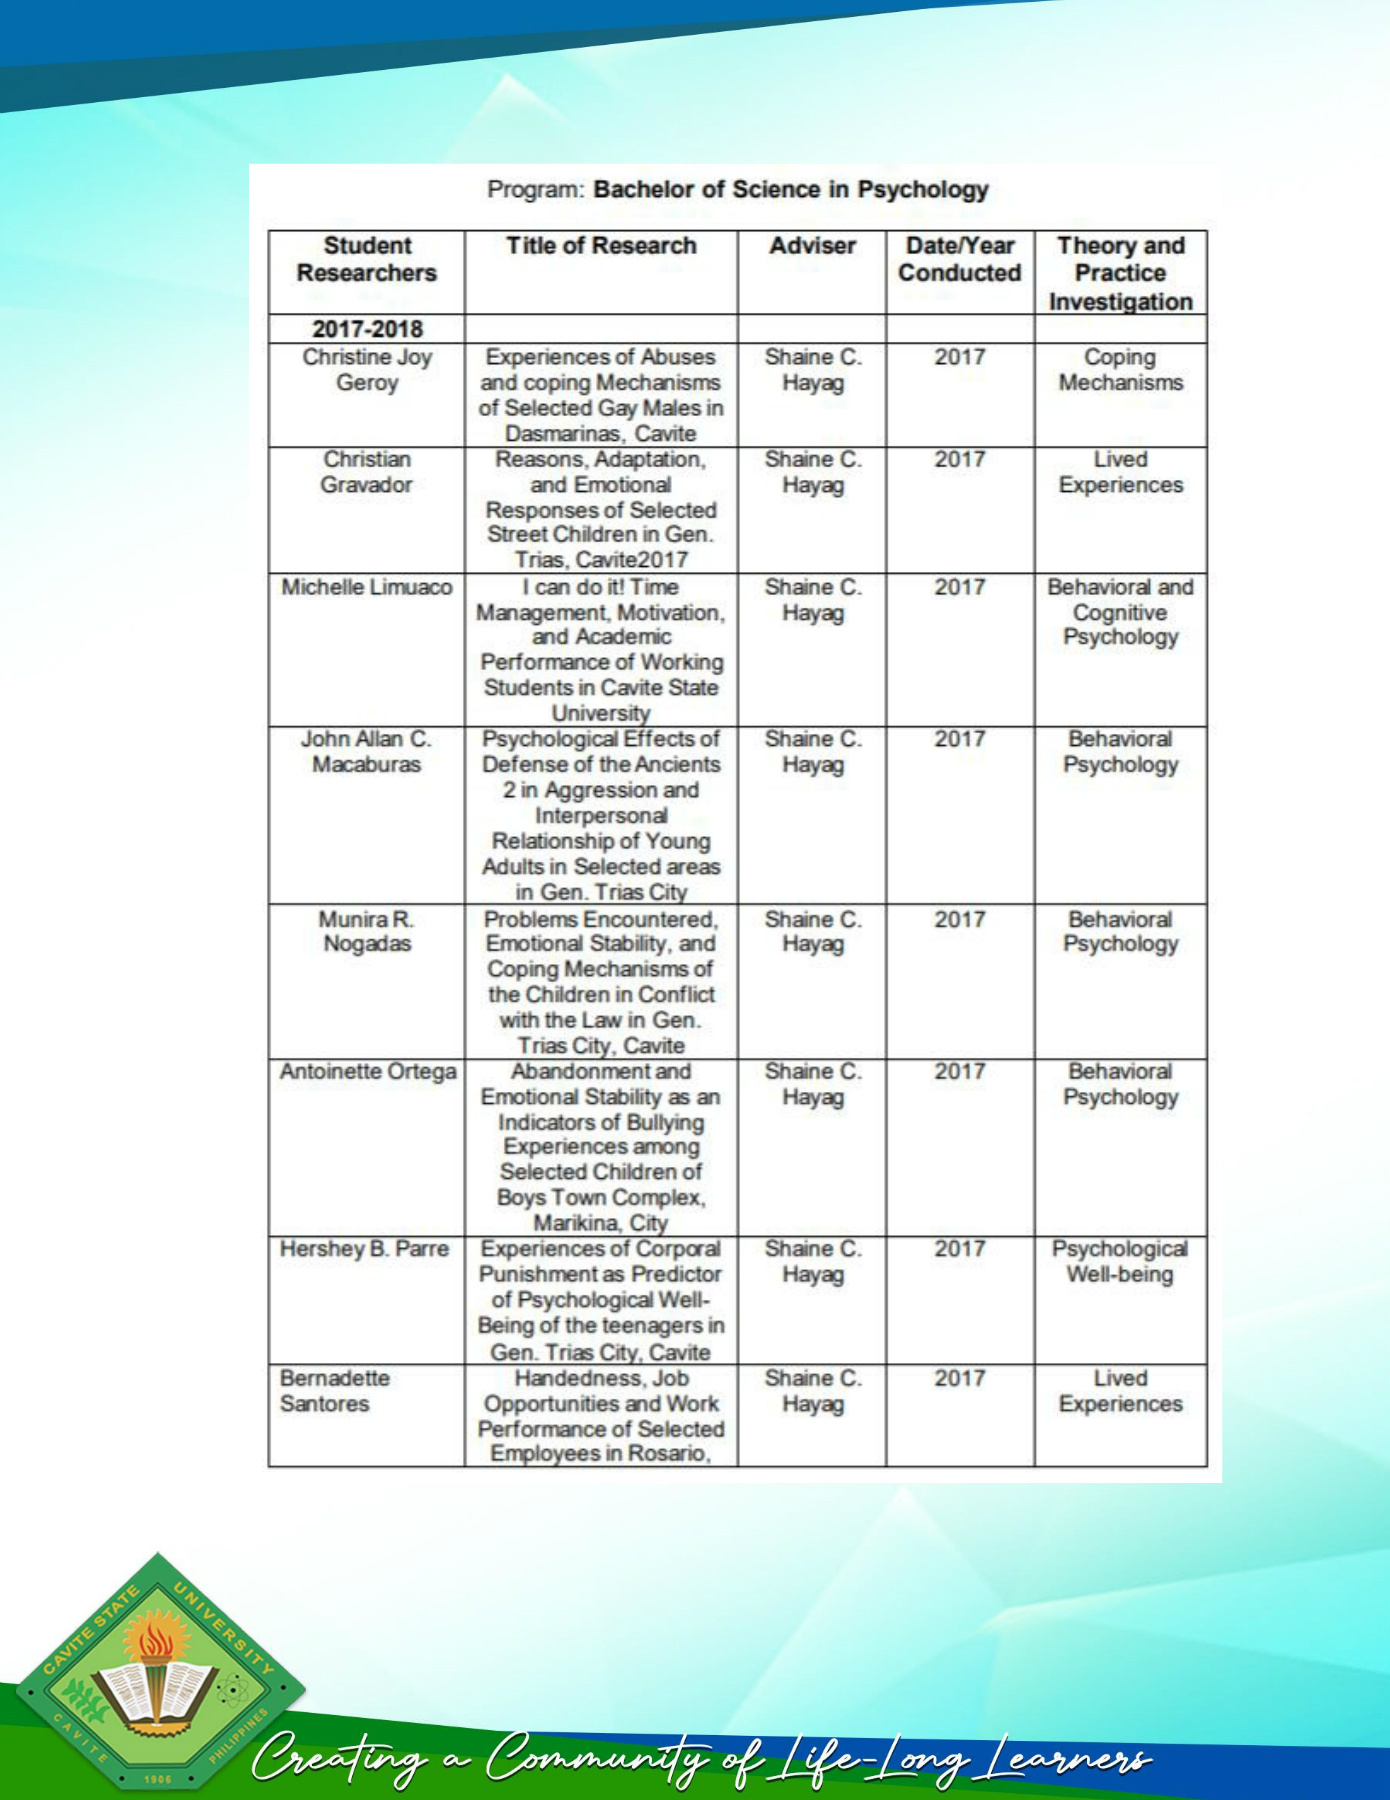 Program: Bachelor of Science in Psychology
Student Researchers | Title of Research | Adviser | Date/Year Conducted | Theory and Practice Investigation
2017-2018
Christine Joy Geroy | Experiences of Abuses and coping Mechanisms of Selected Gay Males in Dasmarinas, Cavite | Shaine C. Hayag | 2017 | Coping Mechanisms
Christian Gravador | Reasons, Adaptation, and Emotional Responses of Selected Street Children in Gen. Trias, Cavite2017 | Shaine C. Hayag | 2017 | Lived Experiences
Michelle Limuaco | I can do it! Time Management, Motivation, and Academic Performance of Working Students in Cavite State University | Shaine C. Hayag | 2017 | Behavioral and Cognitive Psychology
John Allan C. Macaburas | Psychological Effects of Defense of the Ancients 2 in Aggression and Interpersonal Relationship of Young Adults in Selected areas in Gen. Trias City | Shaine C. Hayag | 2017 | Behavioral Psychology
Munira R. Nogadas | Problems Encountered, Emotional Stability, and Coping Mechanisms of the Children in Conflict with the Law in Gen. Trias City, Cavite | Shaine C. Hayag | 2017 | Behavioral Psychology
Antoinette Ortega | Abandonment and Emotional Stability as an Indicators of Bullying Experiences among Selected Children of Boys Town Complex, Marikina, City | Shaine C. Hayag | 2017 | Behavioral Psychology
Hershey B. Parre | Experiences of Corporal Punishment as Predictor of Psychological Well-Being of the teenagers in Gen. Trias City, Cavite | Shaine C. Hayag | 2017 | Psychological Well-being
Bernadette Santores | Handedness, Job Opportunities and Work Performance of Selected Employees in Rosario, | Shaine C. Hayag | 2017 | Lived Experiences
CAVITE STATE UNIVERSITY
CAVITE PHILIPPINES
1906
Creating a Community of Life-Long Learners